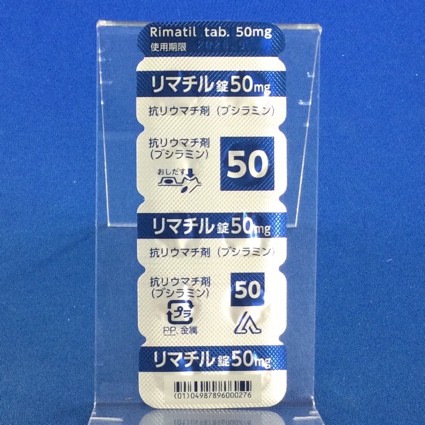 Rimatil tab. 50mg
使用期限
リマチル錠50mg
抗リウマチ剤 (ブシラミン)
抗リウマチ剤
(ブシラミン)
50
おしだす
リマチル錠50mg
抗リウマチ剤 (ブシラミン)
抗リウマチ剤
(ブシラミン)
50
プラ
PP, 金属
リマチル錠50mg
(01)04987896000276